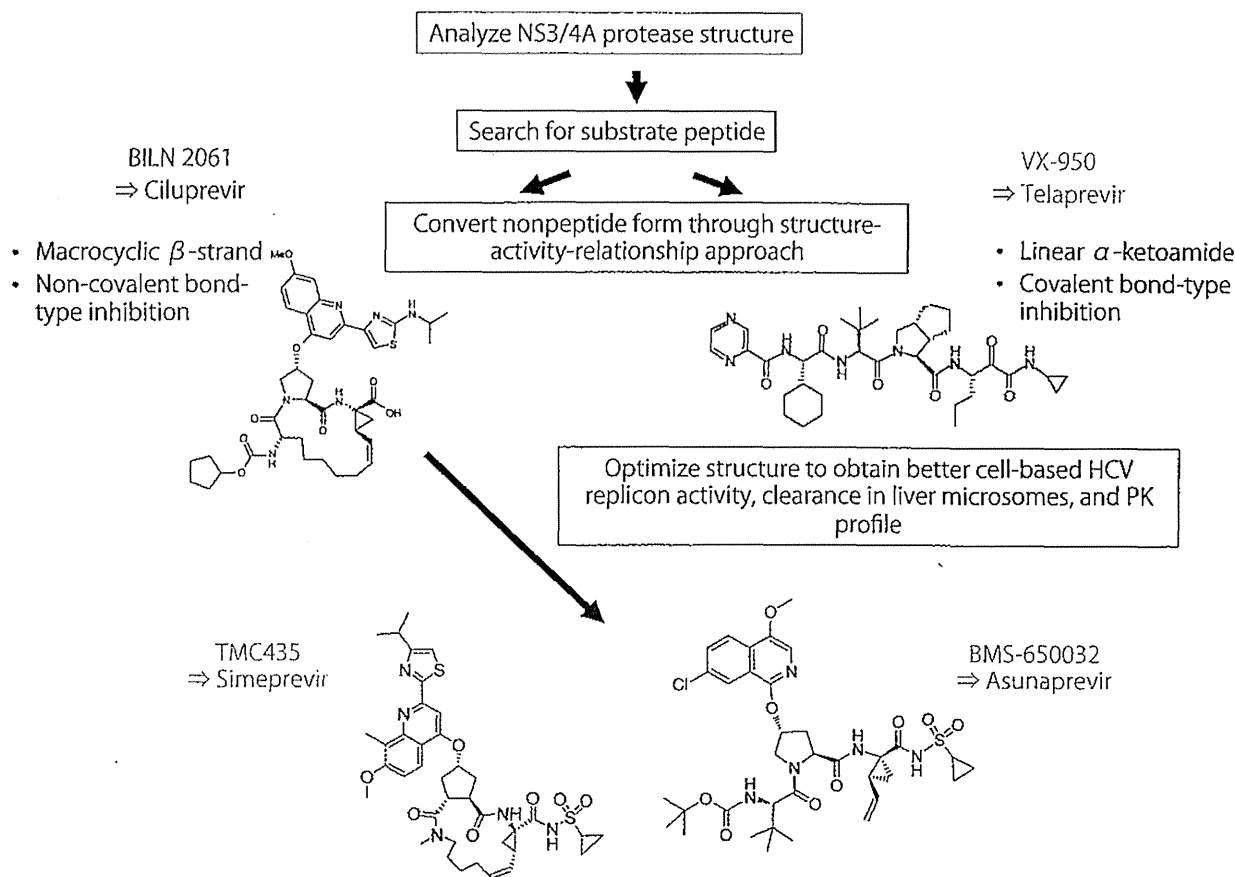 Analyze NS3/4A protease structure
Search for substrate peptide
BILN 2061
⇒ Ciluprevir
VX-950
⇒ Telaprevir
Convert nonpeptide form through structure-
activity-relationship approach
• Macrocyclic β-strand
• Non-covalent bond-
type inhibition
• Linear α-ketoamide
• Covalent bond-type
inhibition
Optimize structure to obtain better cell-based HCV
replicon activity, clearance in liver microsomes, and PK
profile
TMC435
⇒ Simeprevir
BMS-650032
⇒ Asunaprevir